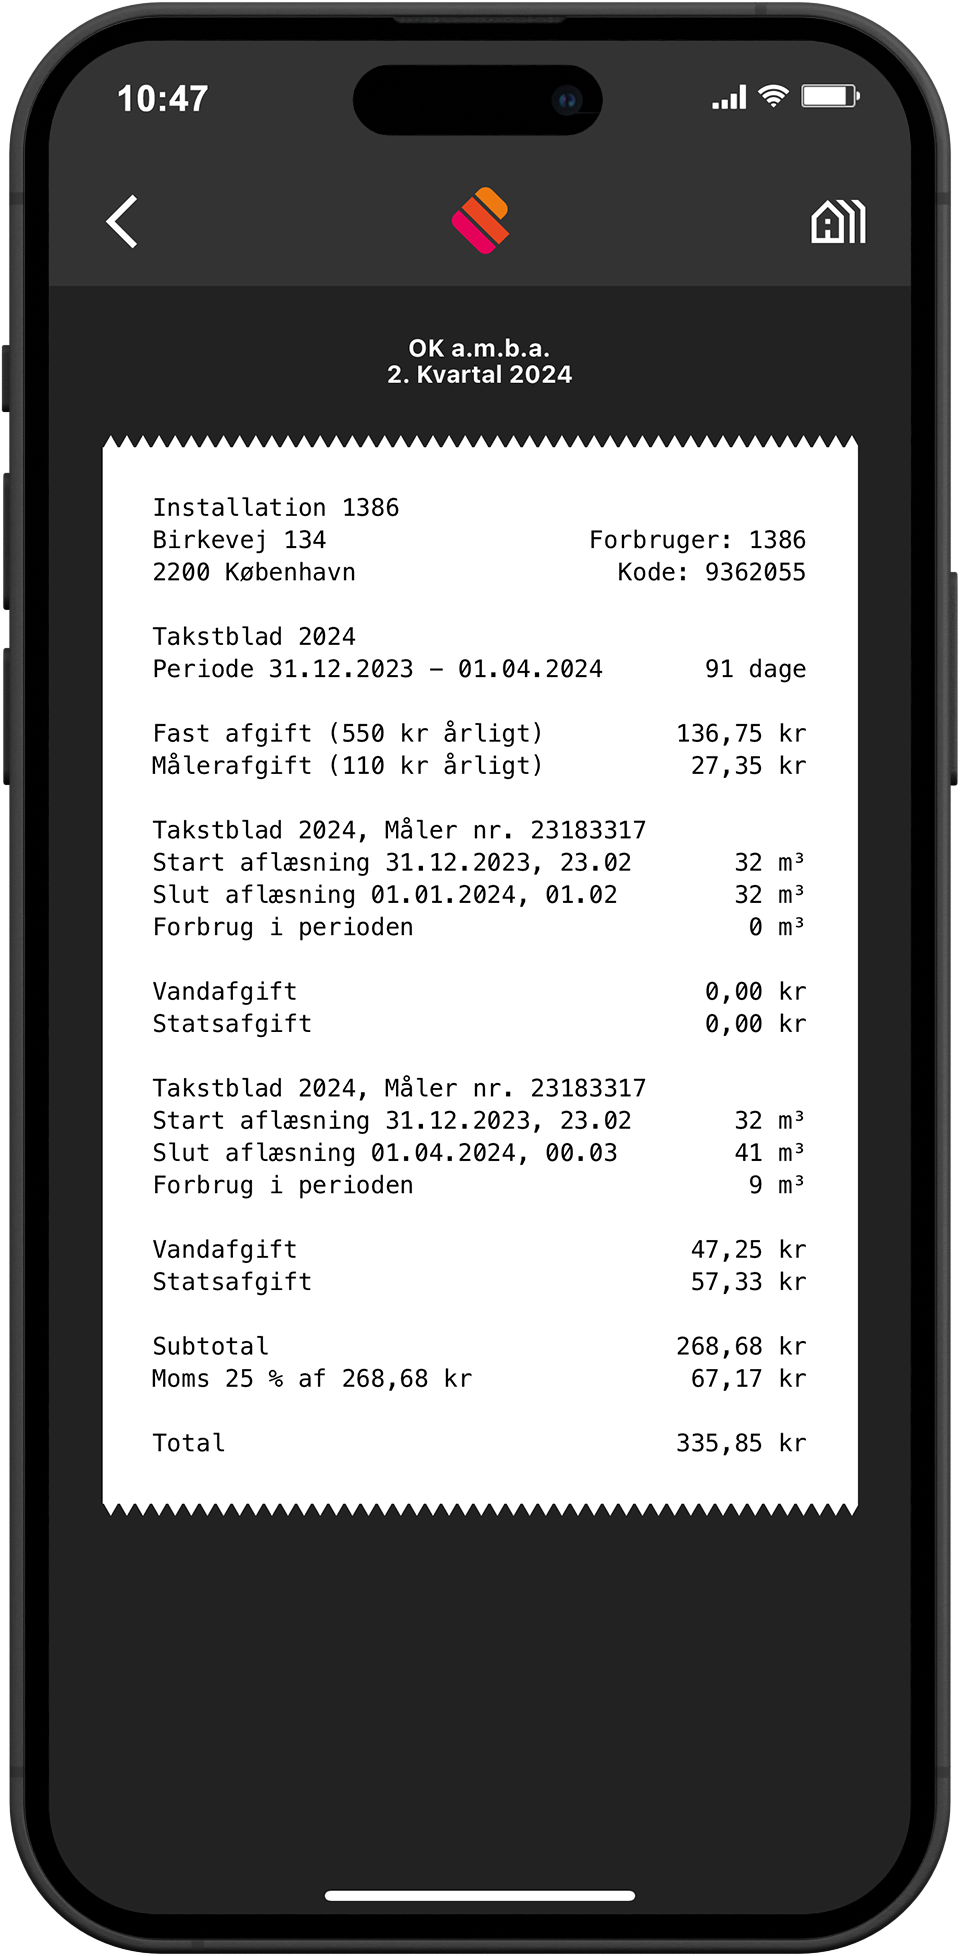 10:47
OK a.m.b.a.
2. Kvartal 2024
Installation 1386
Birkevej 134 Forbruger: 1386
2200 København Kode: 9362055
Takstblad 2024
Periode 31.12.2023 – 01.04.2024 91 dage
Fast afgift (550 kr årligt) 136,75 kr
Målerafgift (110 kr årligt) 27,35 kr
Takstblad 2024, Måler nr. 23183317
Start aflæsning 31.12.2023, 23.02 32 m³
Slut aflæsning 01.01.2024, 01.02 32 m³
Forbrug i perioden 0 m³
Vandafgift 0,00 kr
Statsafgift 0,00 kr
Takstblad 2024, Måler nr. 23183317
Start aflæsning 31.12.2023, 23.02 32 m³
Slut aflæsning 01.04.2024, 00.03 41 m³
Forbrug i perioden 9 m³
Vandafgift 47,25 kr
Statsafgift 57,33 kr
Subtotal 268,68 kr
Moms 25 % af 268,68 kr 67,17 kr
Total 335,85 kr